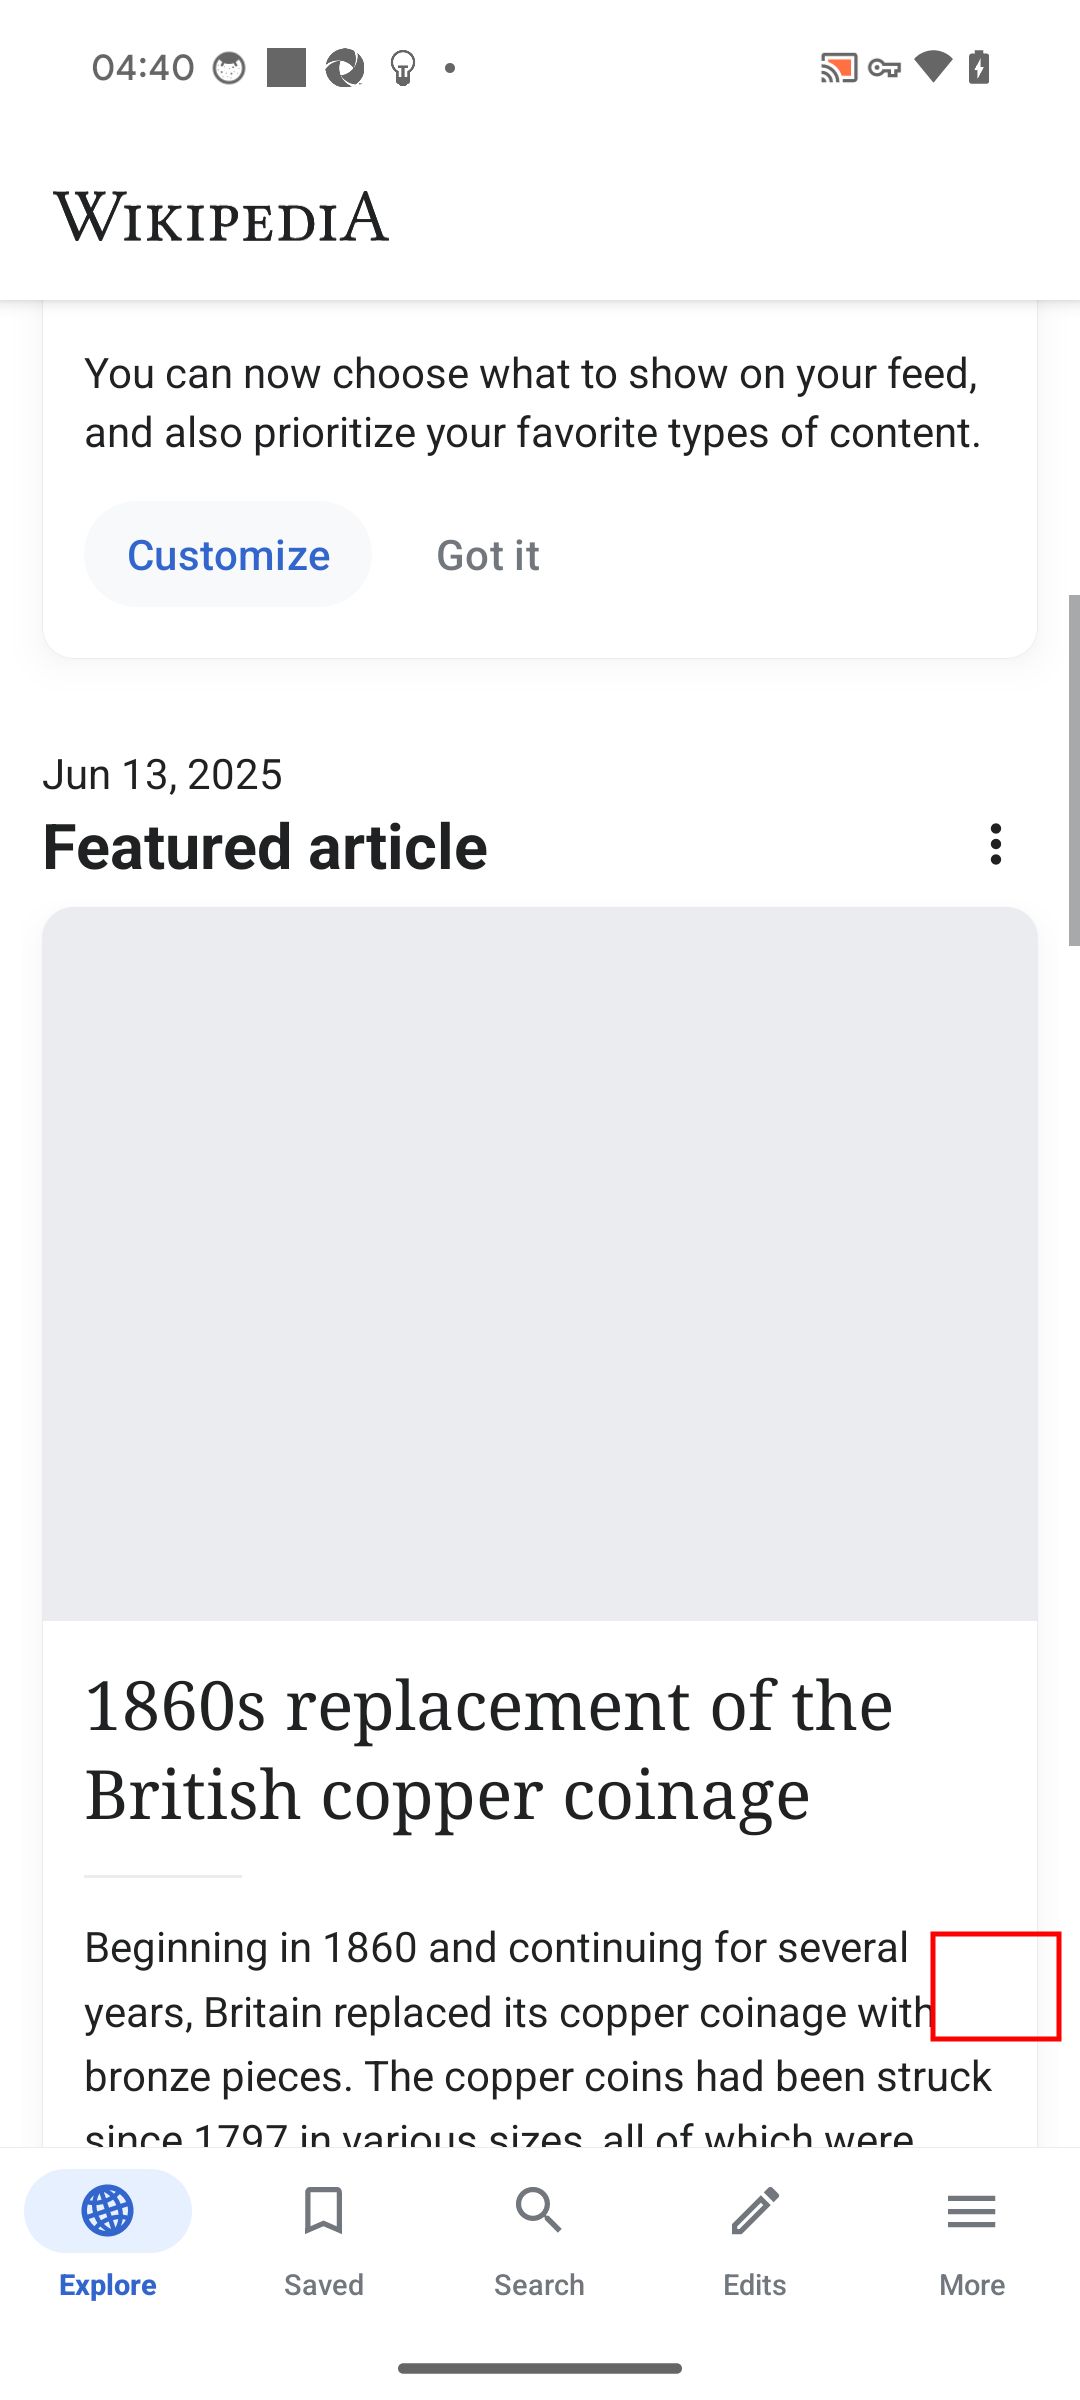 04:40
WIKIPEDIA
You can now choose what to show on your feed,
and also prioritize your favorite types of content.
Customize Got it
Jun 13, 2025
Featured article
1860s replacement of the
British copper coinage
Beginning in 1860 and continuing for several
years, Britain replaced its copper coinage with
bronze pieces. The copper coins had been struck
since 1797 in various sizes, all of which were
Explore Saved Search Edits More